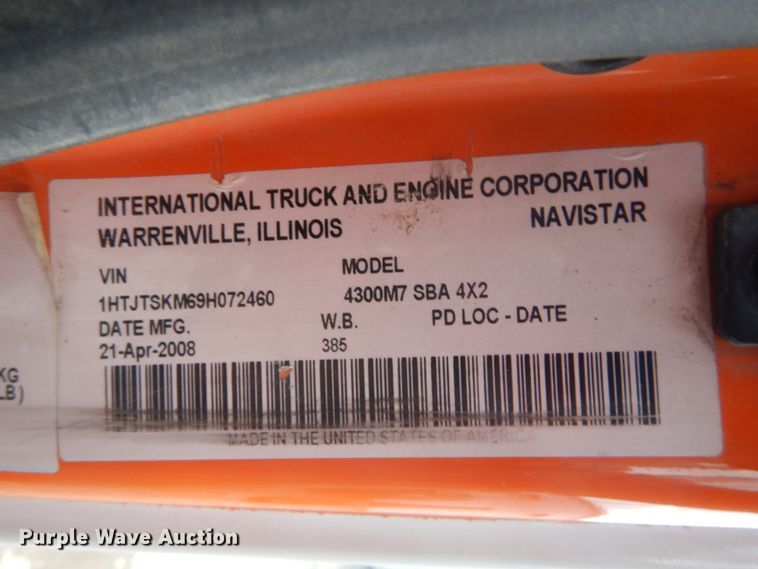 INTERNATIONAL TRUCK AND ENGINE CORPORATION
WARRENVILLE, ILLINOIS NAVISTAR
VIN MODEL
1HTJTSKM69H072460 4300M7 SBA 4X2
DATE MFG. W.B. PD LOC - DATE
21-Apr-2008 385
MADE IN THE UNITED STATES OF AMERICA
KG
LB)
Purple Wave Auction